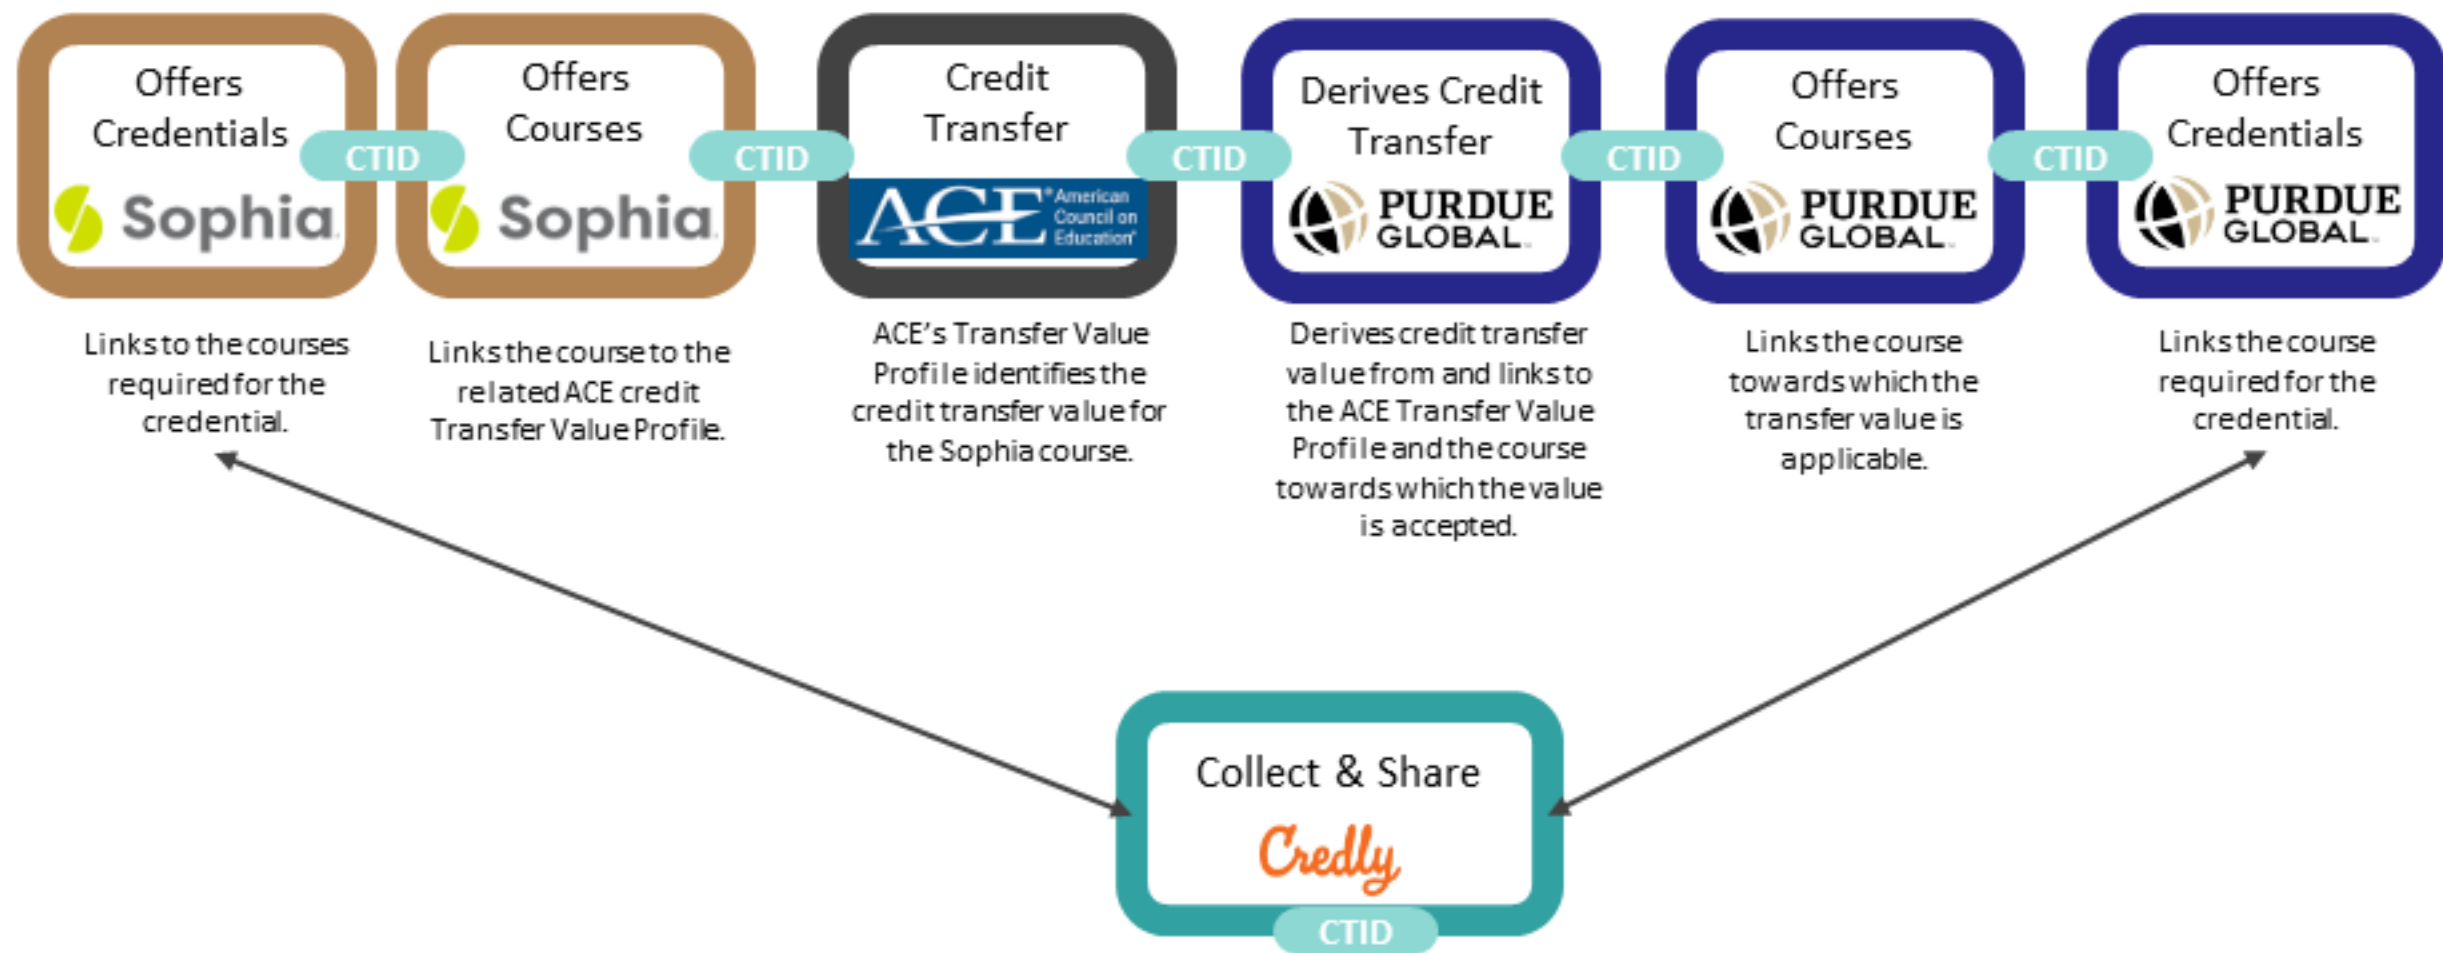 Offers
Credentials
Sophia
CTID
Offers
Courses
Sophia
CTID
Credit
Transfer
ACE® American
Council on
Education®
CTID
Derives Credit
Transfer
PURDUE
GLOBAL™
CTID
Offers
Courses
PURDUE
GLOBAL™
CTID
Offers
Credentials
PURDUE
GLOBAL™
Links to the courses
required for the
credential.
Links the course to the
related ACE credit
Transfer Value Profile.
ACE’s Transfer Value
Profile identifies the
credit transfer value for
the Sophia course.
Derives credit transfer
value from and links to
the ACE Transfer Value
Profile and the course
towards which the value
is accepted.
Links the course
towards which the
transfer value is
applicable.
Links the course
required for the
credential.
Collect & Share
Credly
CTID